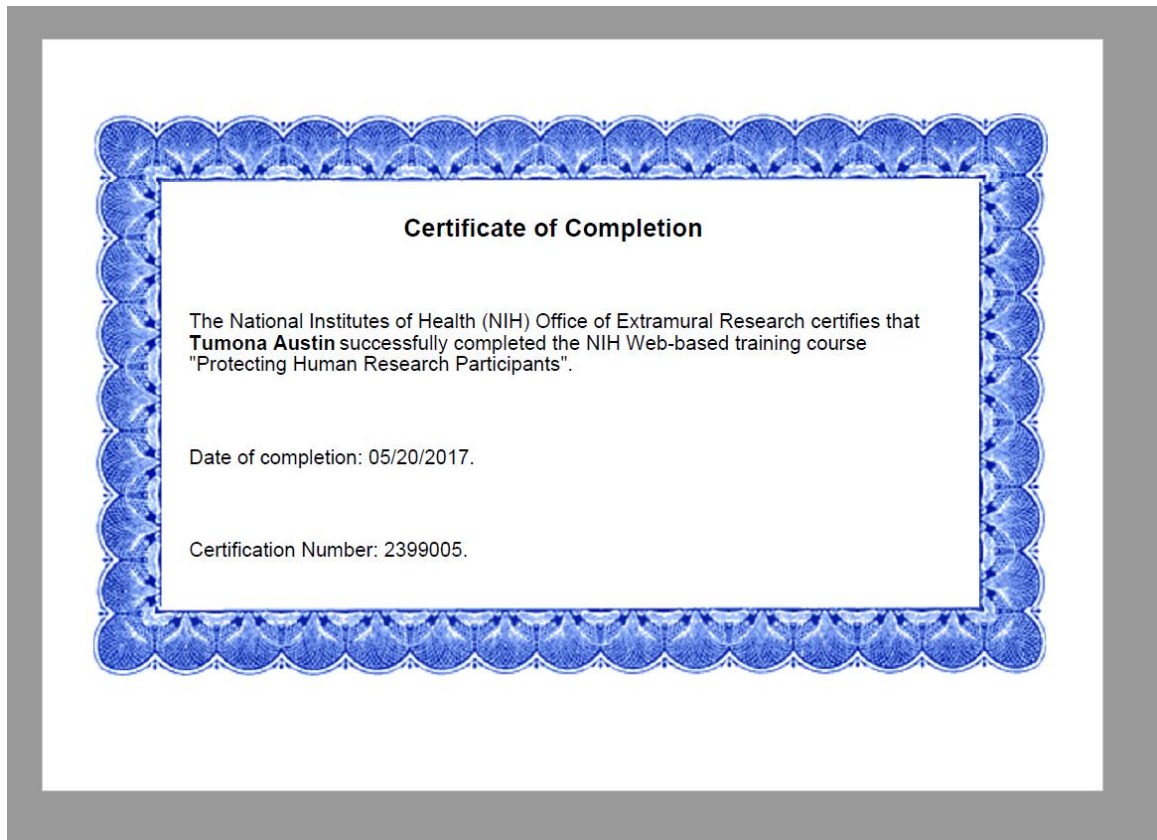 Certificate of Completion
The National Institutes of Health (NIH) Office of Extramural Research certifies that
Tumona Austin successfully completed the NIH Web-based training course
"Protecting Human Research Participants".
Date of completion: 05/20/2017.
Certification Number: 2399005.